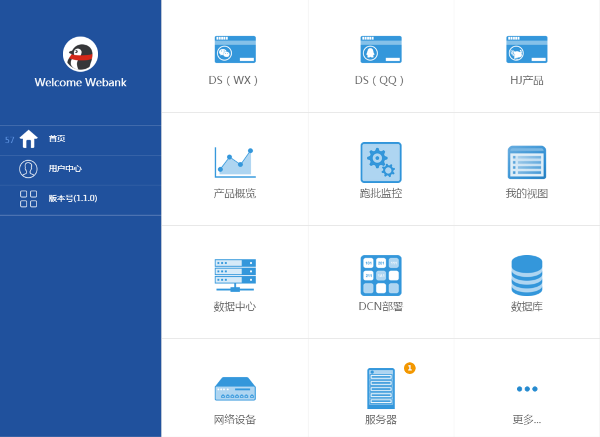 Welcome Webank
57
首页
用户中心
版本号(1.1.0)
DS（WX）
DS（QQ）
HJ产品
产品概览
跑批监控
我的视图
数据中心
DCN部署
数据库
网络设备
1
服务器
更多...